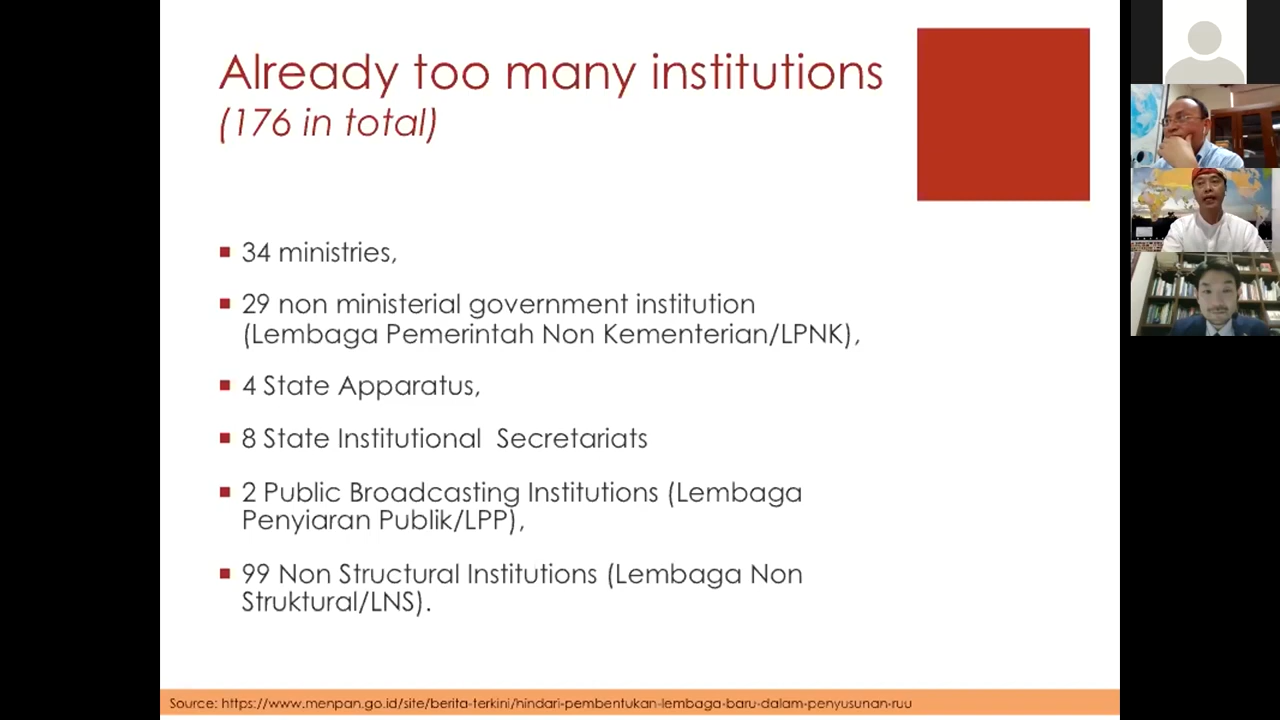 Already too many institutions
(176 in total)
34 ministries,
29 non ministerial government institution
(Lembaga Pemerintah Non Kementerian/LPNK),
4 State Apparatus,
8 State Institutional Secretariats
2 Public Broadcasting Institutions (Lembaga
Penyiaran Publik/LPP),
99 Non Structural Institutions (Lembaga Non
Struktural/LNS).
Source: https://www.menpan.go.id/site/berita-terkini/hindari-pembentukan-lembaga-baru-dalam-penyusunan-ruu